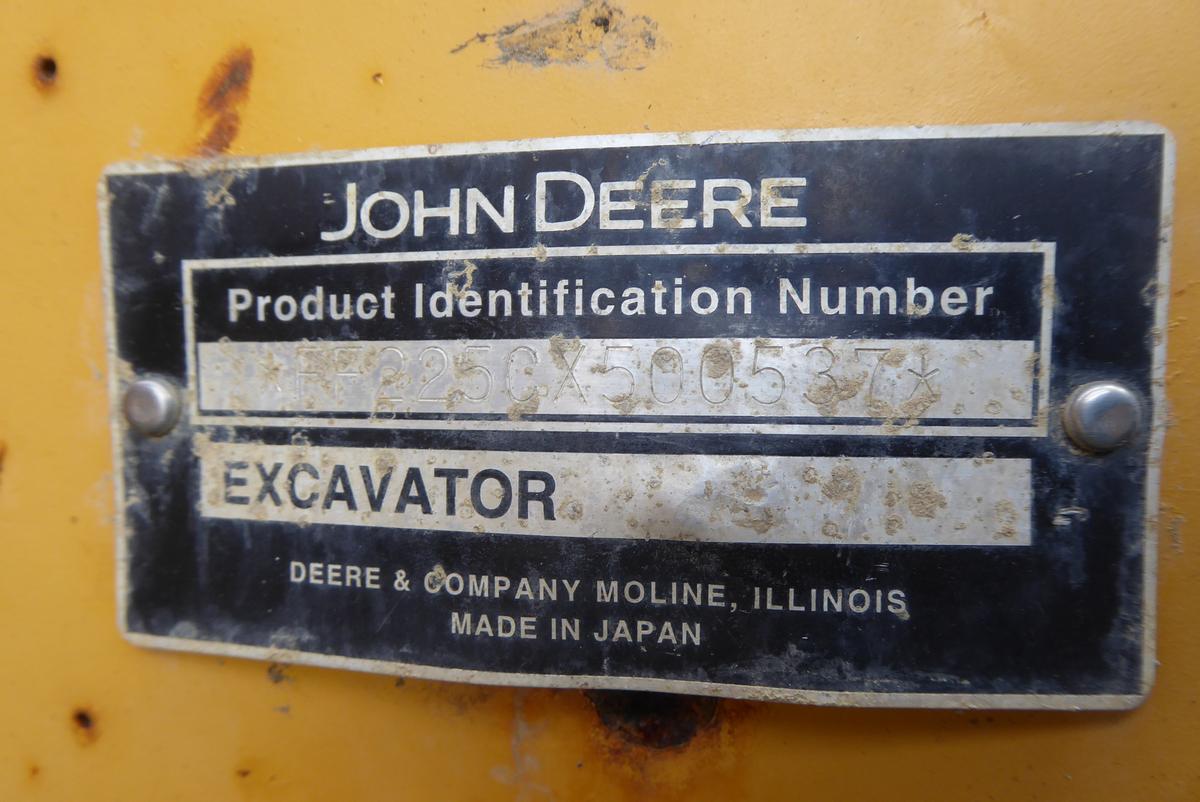 JOHN DEERE
Product Identification Number
*FF225CX500537*
EXCAVATOR
DEERE & COMPANY MOLINE, ILLINOIS
MADE IN JAPAN